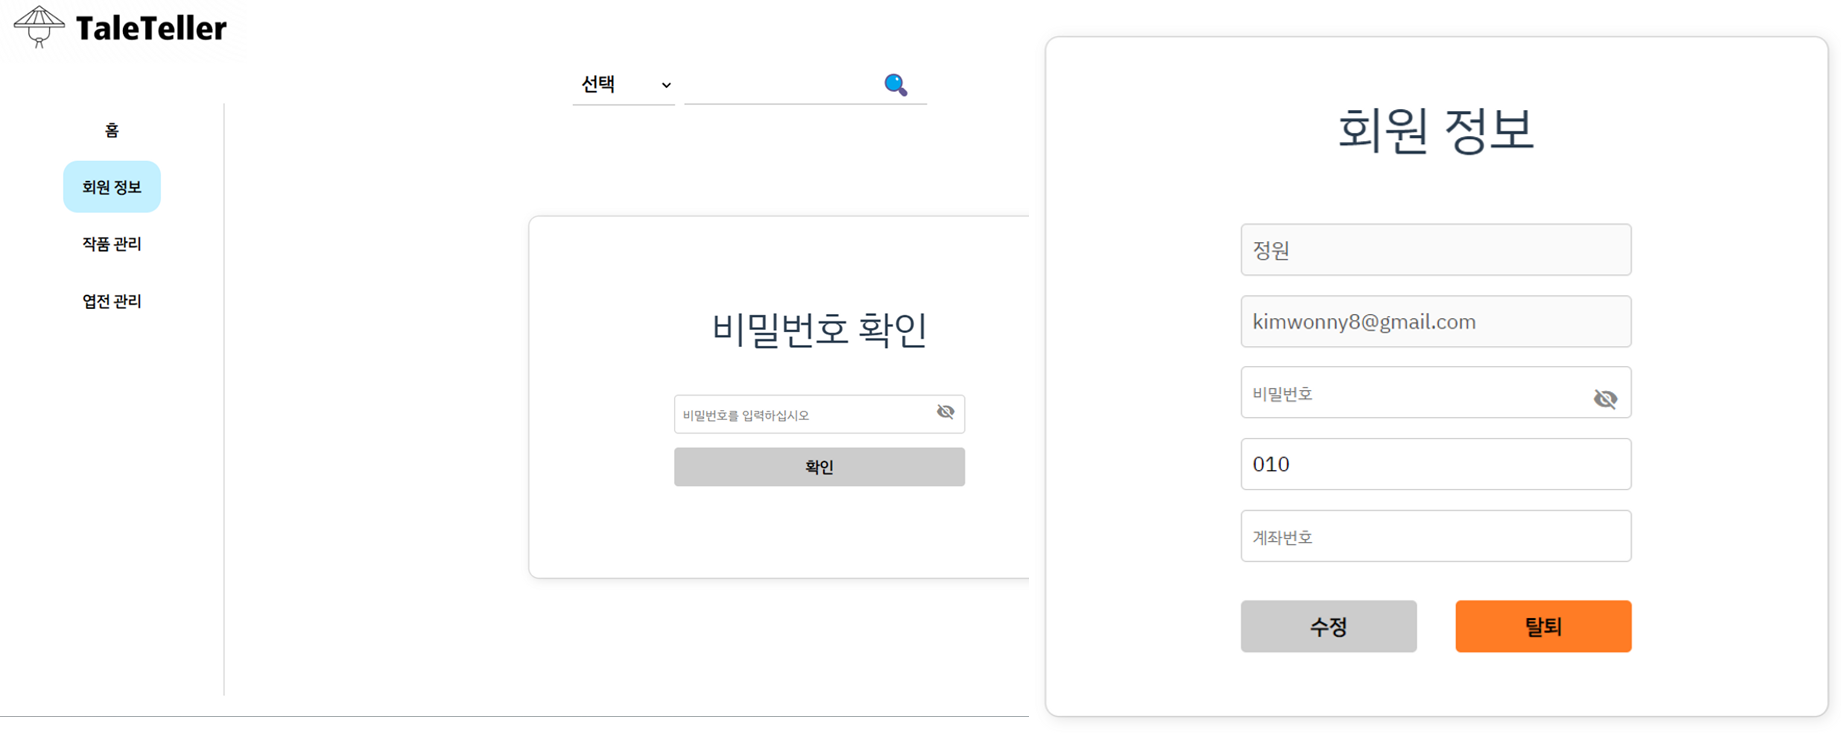 TaleTeller
선택
홈
회원 정보
작품 관리
엽전 관리
비밀번호 확인
비밀번호를 입력하십시오
확인
회원 정보
정원
kimwonny8@gmail.com
비밀번호
010
계좌번호
수정
탈퇴